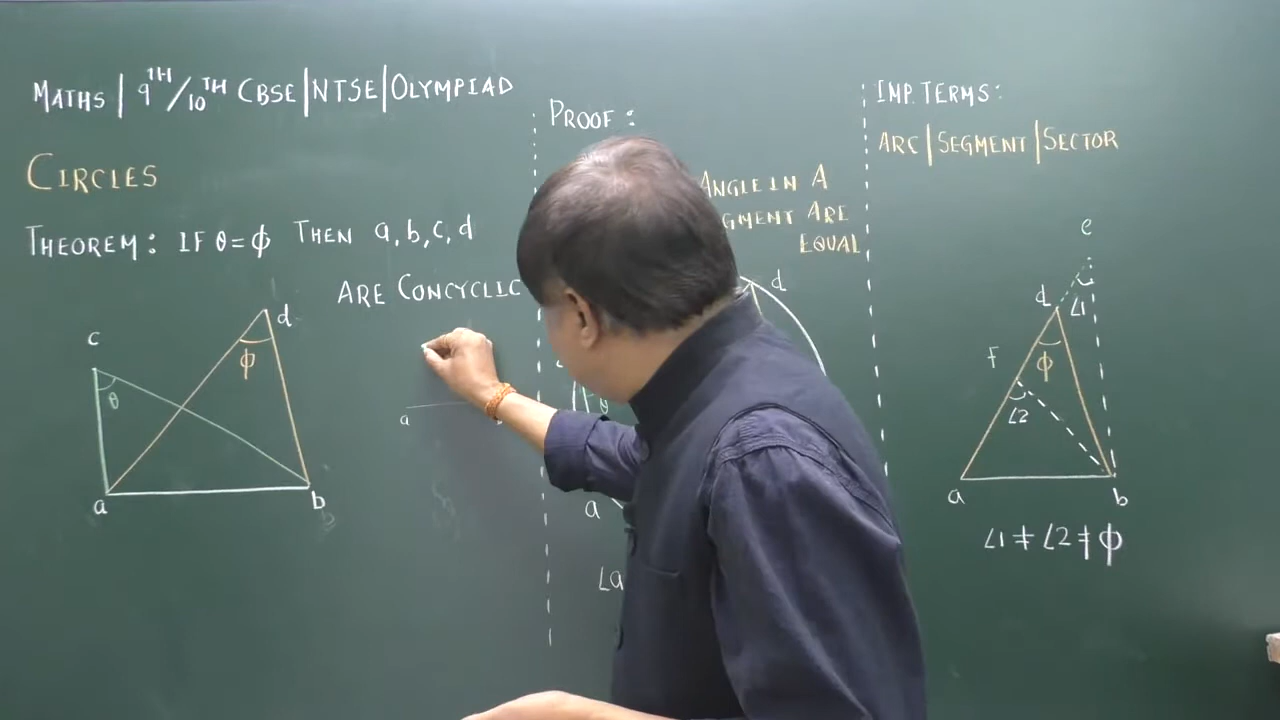 MATHS | 9TH/10TH CBSE|NTSE|OLYMPIAD
CIRCLES
THEOREM: IF θ=ϕ THEN a,b,c,d
ARE CONCYCLIC
c
d
ϕ
θ
a
b
a
PROOF:
ANGLE IN A
ARE
EQUAL
d
θ
a
IMP. TERMS:
ARC|SEGMENT|SECTOR
e
d
∠1
f
ϕ
∠2
a
b
∠1≠∠2≠ϕ